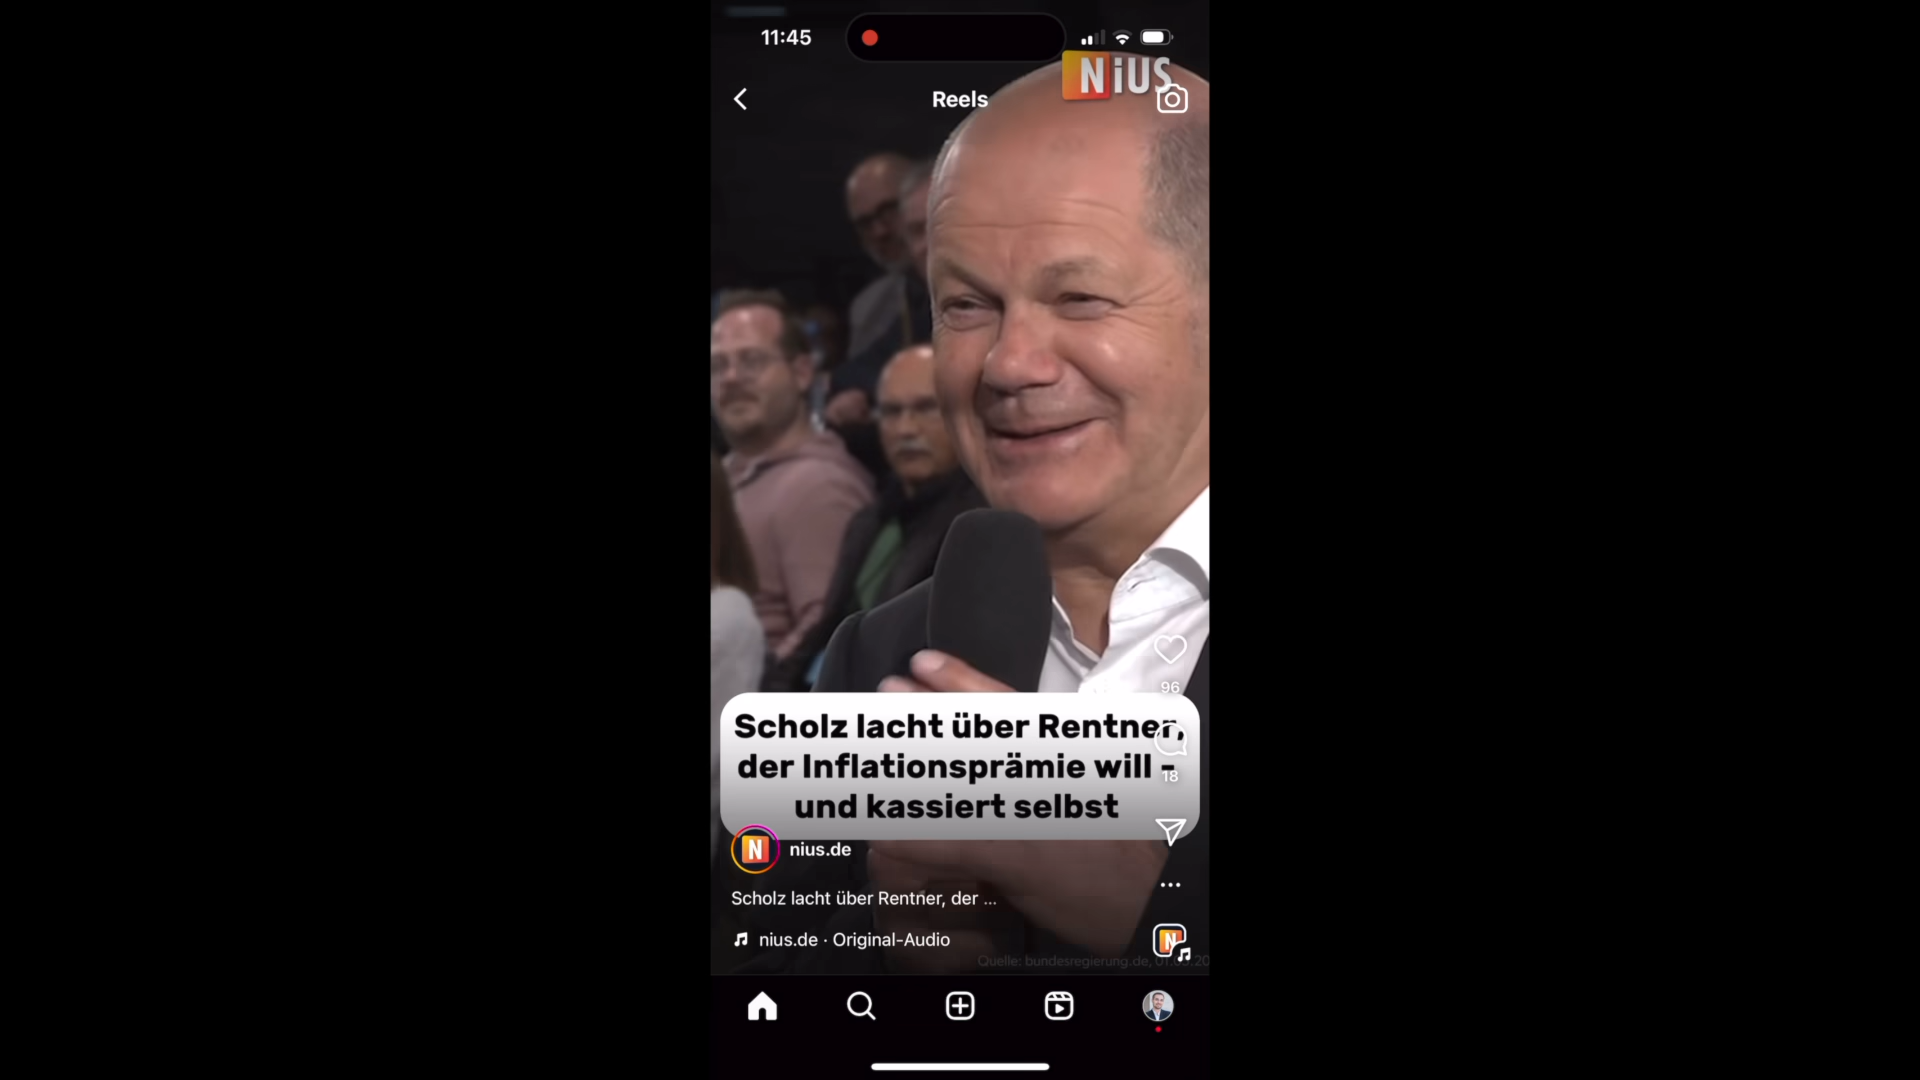 11:45
NiUS
Reels
96
Scholz lacht über Rentner,
der Inflationsprämie will -
18
und kassiert selbst
nius.de
Scholz lacht über Rentner, der ...
nius.de · Original-Audio
Quelle: bundesregierung.de,